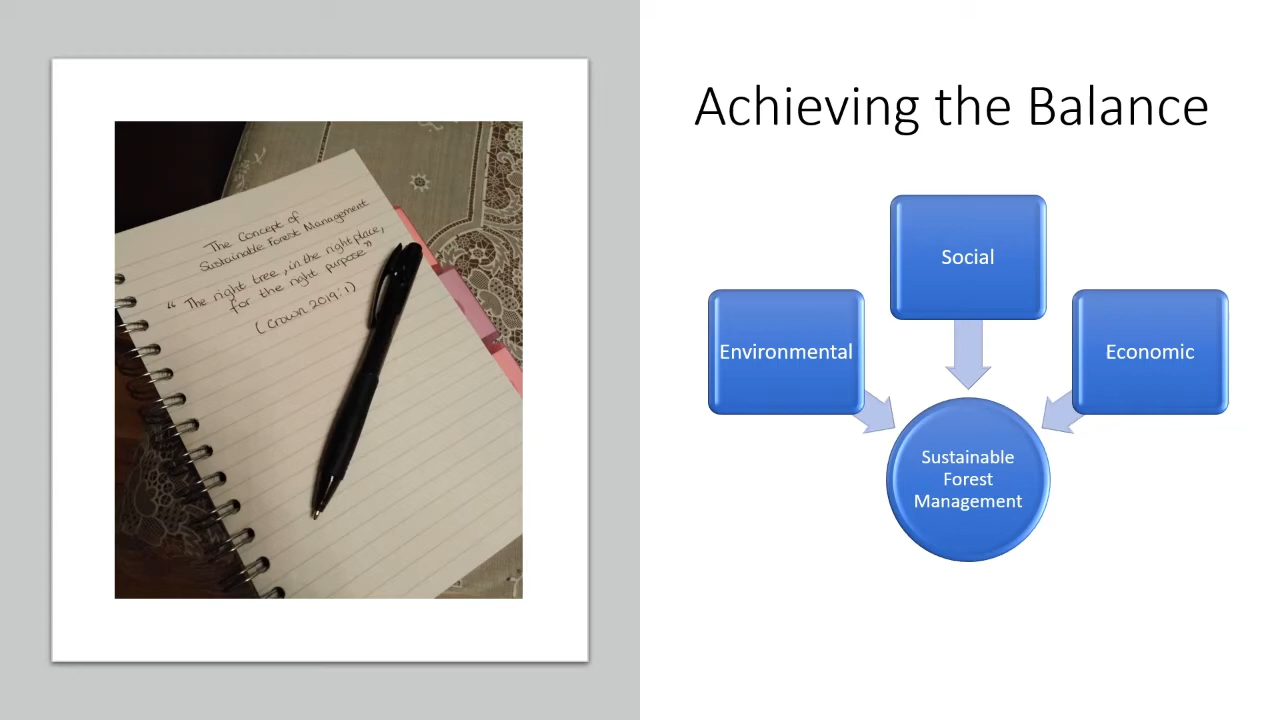 The Concept of
Sustainable Forest Management
“ The right tree, in the right place,
for the right purpose”
(Crown 2019:1)
Achieving the Balance
Social
Environmental
Economic
Sustainable
Forest
Management